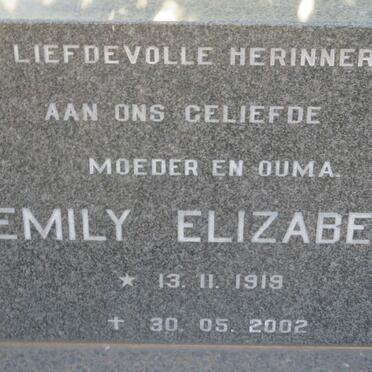 LIEFDEVOLLE HERINNER
AAN ONS GELIEFDE
MOEDER EN OUMA.
EMILY ELIZABE
★ 13. 11. 1919
✝ 30. 05. 2002